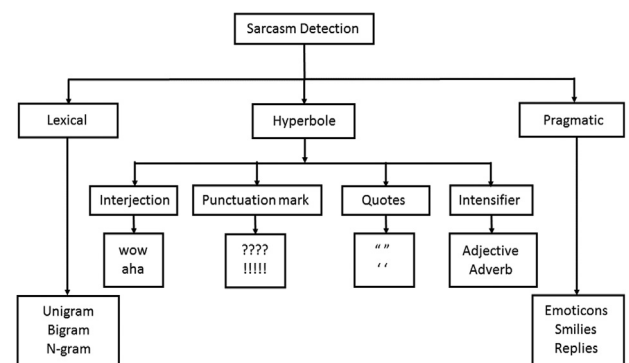 Sarcasm Detection
Lexical
Hyperbole
Pragmatic
Interjection
Punctuation mark
Quotes
Intensifier
wow
aha
????
!!!!!
“ ”
‘ ‘
Adjective
Adverb
Unigram
Bigram
N-gram
Emoticons
Smilies
Replies